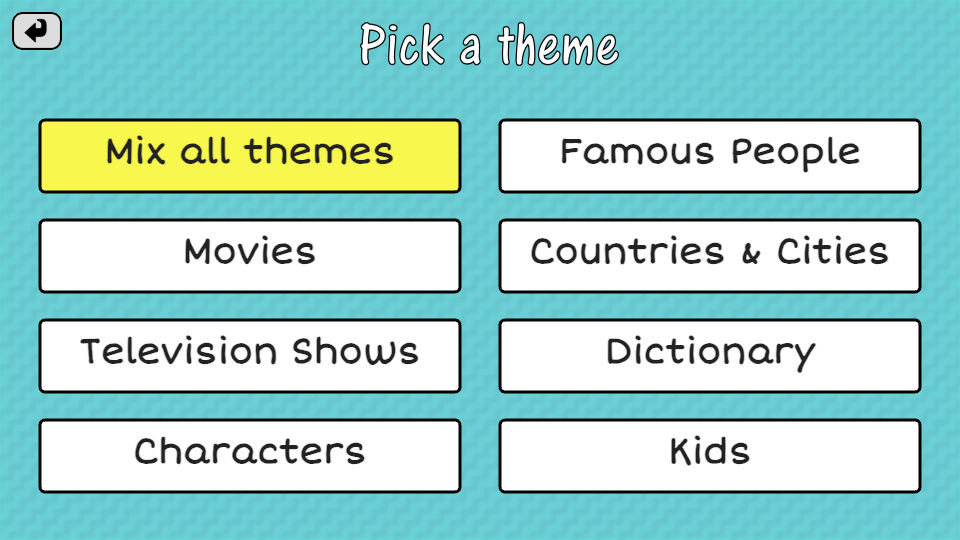 Pick a theme
Mix all themes
Famous People
Movies
Countries & Cities
Television Shows
Dictionary
Characters
Kids